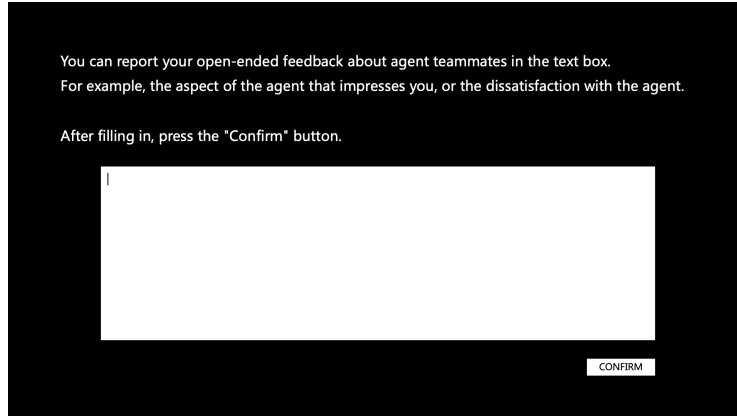 You can report your open-ended feedback about agent teammates in the text box.
For example, the aspect of the agent that impresses you, or the dissatisfaction with the agent.
After filling in, press the "Confirm" button.
CONFIRM